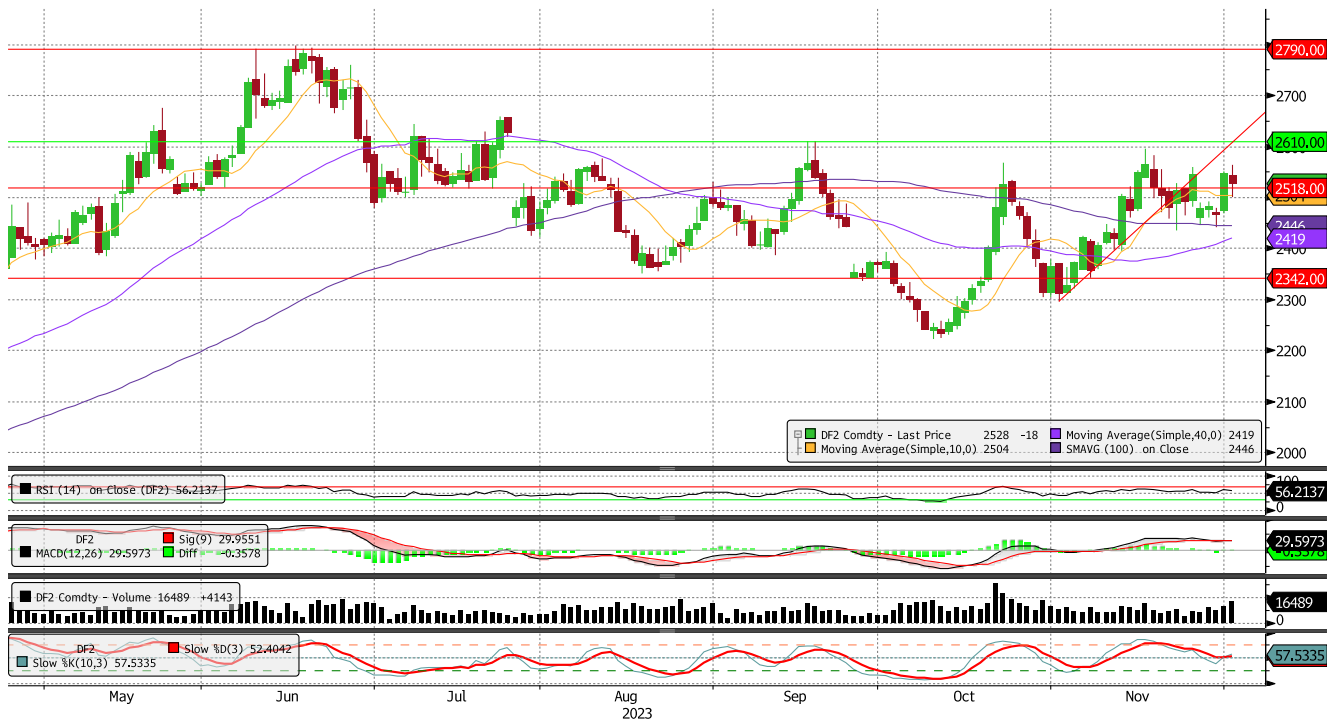 2790.00
2700
2610.00
2518.00
2446
2419
2400
2342.00
2300
2200
2100
2000
DF2 Comdty - Last Price 2528 -18 Moving Average(Simple,40,0) 2419
Moving Average(Simple,10,0) 2504 SMAVG (100) on Close 2446
RSI (14) on Close (DF2) 56.2137
100
56.2137
0
DF2 Sig(9) 29.9551
MACD(12,26) 29.5973 Diff -0.3578
29.5973
DF2 Comdty - Volume 16489 +4143
16489
0
DF2 Slow %D(3) 52.4042
Slow %K(10,3) 57.5335
57.5335
May Jun Jul Aug Sep Oct Nov
2023